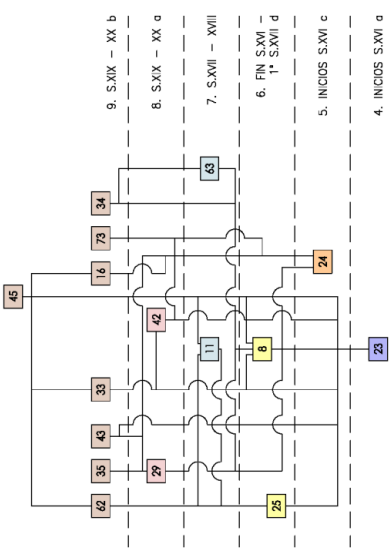 9. S.XIX – XX b
8. S.XIX – XX a
7. S.XVII – XVIII
6. FIN S.XVI –
1ª S.XVII d
5. INICIOS S.XVI c
4. INICIOS S.XVI a
45
62
35
43
33
16
73
34
29
42
11
63
25
8
24
23